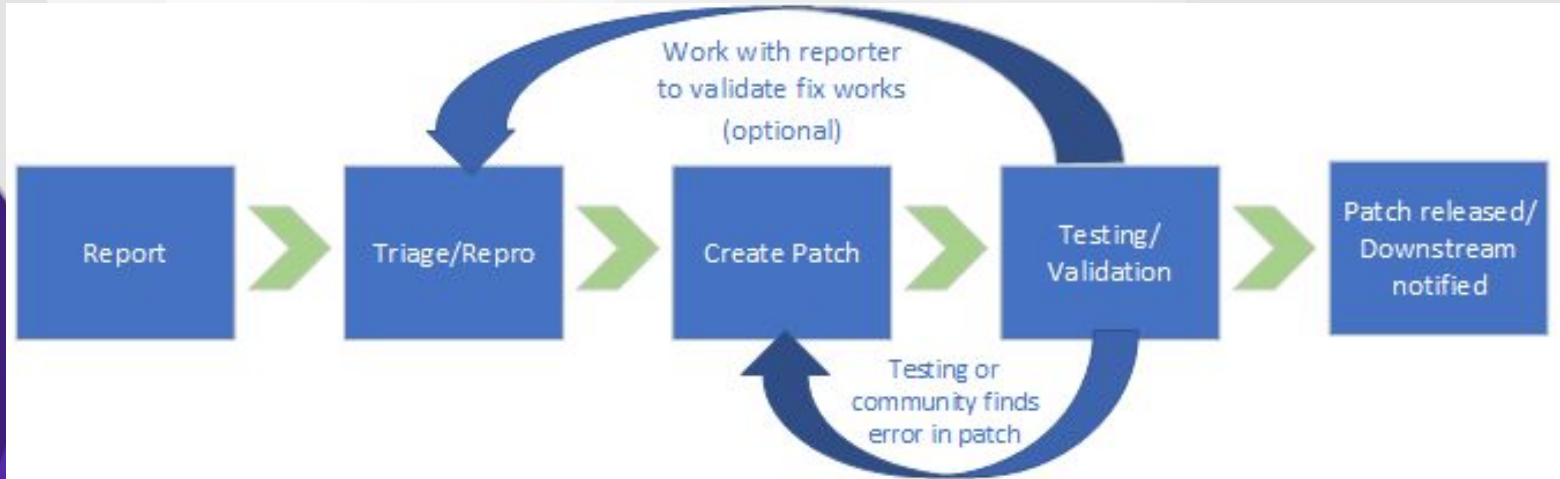 Work with reporter
to validate fix works
(optional)
Report
Triage/Repro
Create Patch
Testing/
Validation
Patch released/
Downstream
notified
Testing or
community finds
error in patch